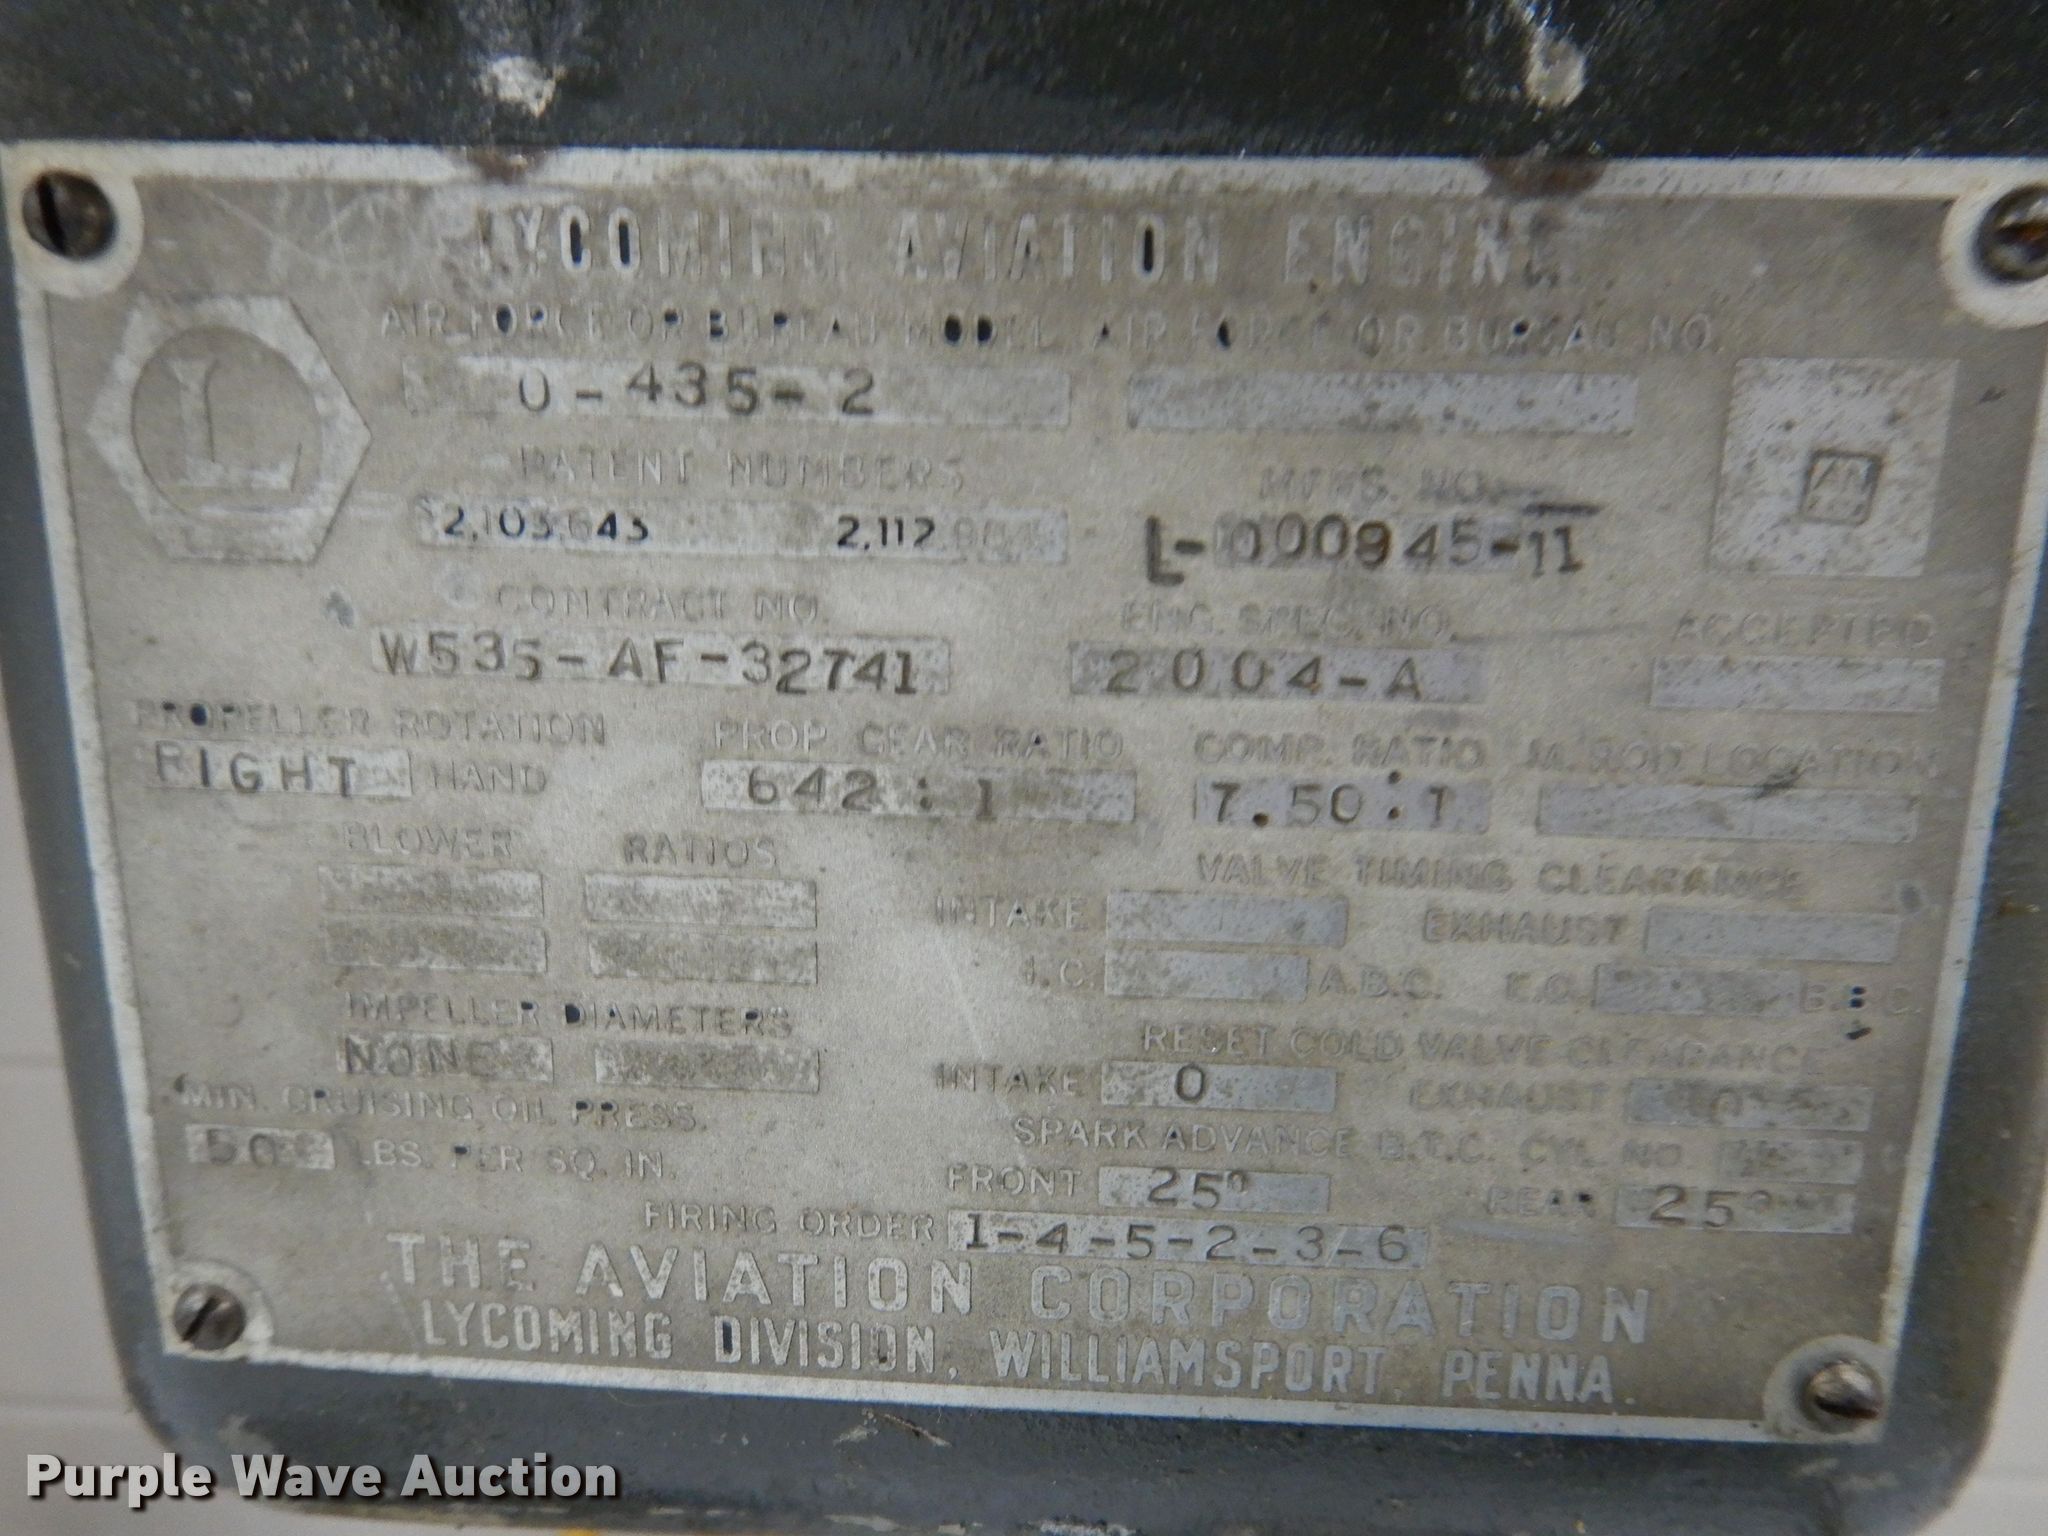 LYCOMING AVIATION ENGINE
AIR FORCE OR BUREAU MODEL AIR FORCE OR BUREAU NO.
O-435-2
PATENT NUMBERS MFRS. NO.
2,103,643 2,112, L-000945-11
CONTRACT NO. ENG. SPEC. NO. ACCEPTED
W535-AF-32741 2004-A
PROPELLER ROTATION PROP. GEAR RATIO COMP. RATIO M. ROD LOCATION
RIGHT HAND 642:1 7.50:1
BLOWER RATIOS VALVE TIMING CLEARANCE
INTAKE EXHAUST
I.C. A.B.C. E.C. B.B.C.
IMPELLER DIAMETERS RESET COLD VALVE CLEARANCE
NONE INTAKE 0 EXHAUST
MIN. CRUISING OIL PRESS. SPARK ADVANCE B.T.C. CYL. NO
50 LBS. PER SQ. IN. FRONT 25° REAR 25°
FIRING ORDER 1-4-5-2-3-6
THE AVIATION CORPORATION
LYCOMING DIVISION, WILLIAMSPORT, PENNA.
L
Purple Wave Auction